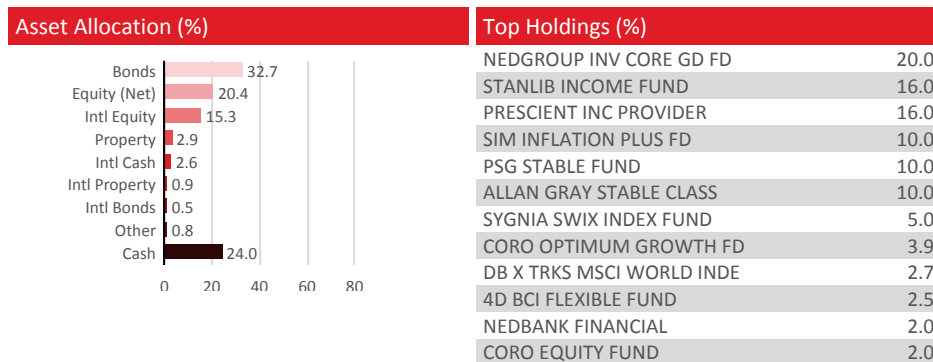 Asset Allocation (%)
Bonds 32.7
Equity (Net) 20.4
Intl Equity 15.3
Property 2.9
Intl Cash 2.6
Intl Property 0.9
Intl Bonds 0.5
Other 0.8
Cash 24.0
0 20 40 60 80
Top Holdings (%)
NEDGROUP INV CORE GD FD 20.0
STANLIB INCOME FUND 16.0
PRESCIENT INC PROVIDER 16.0
SIM INFLATION PLUS FD 10.0
PSG STABLE FUND 10.0
ALLAN GRAY STABLE CLASS 10.0
SYGNIA SWIX INDEX FUND 5.0
CORO OPTIMUM GROWTH FD 3.9
DB X TRKS MSCI WORLD INDE 2.7
4D BCI FLEXIBLE FUND 2.5
NEDBANK FINANCIAL 2.0
CORO EQUITY FUND 2.0